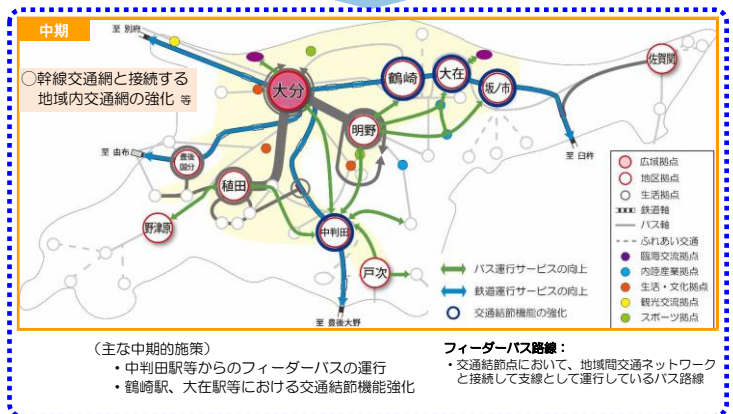 中期
至 別府
○幹線交通網と接続する
地域内交通網の強化 等
大分
鶴崎
大在
坂ノ市
佐賀関
明野
至 臼杵
至 由布
豊後
国分
稙田
野津原
中判田
戸次
至 豊後大野
バス運行サービスの向上
鉄道運行サービスの向上
交通結節機能の強化
広域拠点
地区拠点
生活拠点
鉄道軸
バス軸
ふれあい交通
臨海交流拠点
内陸産業拠点
生活・文化拠点
観光交流拠点
スポーツ拠点
（主な中期的施策）
・中判田駅等からのフィーダーバスの運行
・鶴崎駅、大在駅等における交通結節機能強化
フィーダーバス路線：
・交通結節点において、地域間交通ネットワーク
と接続して支線として運行しているバス路線